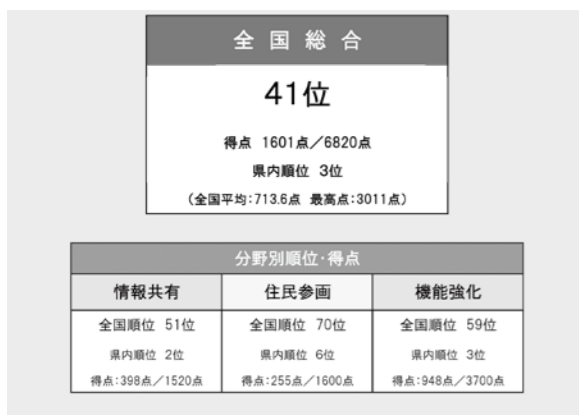 全国総合
41位
得点 1601点／6820点
県内順位 3位
（全国平均:713.6点 最高点:3011点）
分野別順位・得点
情報共有 住民参画 機能強化
全国順位 51位 全国順位 70位 全国順位 59位
県内順位 2位 県内順位 6位 県内順位 3位
得点:398点／1520点 得点:255点／1600点 得点:948点／3700点